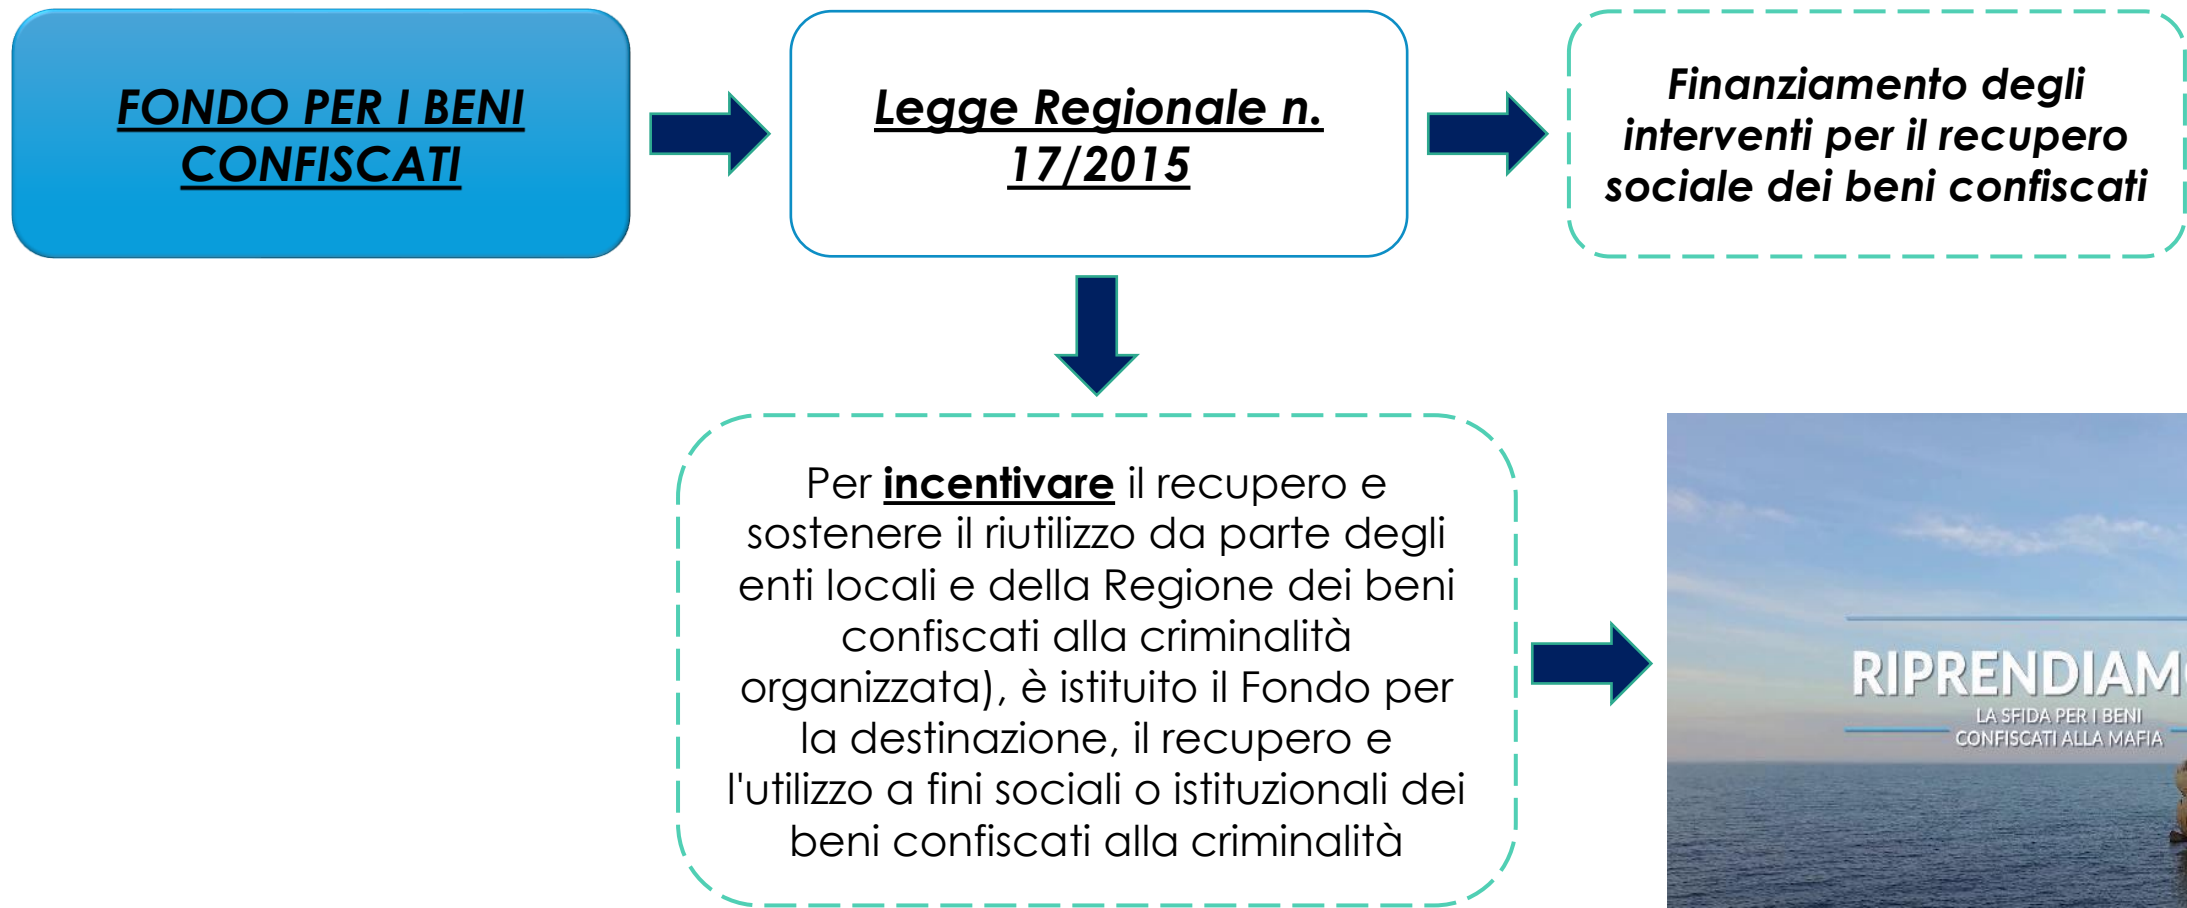 FONDO PER I BENI
CONFISCATI
Legge Regionale n.
17/2015
Finanziamento degli
interventi per il recupero
sociale dei beni confiscati
Per incentivare il recupero e
sostenere il riutilizzo da parte degli
enti locali e della Regione dei beni
confiscati alla criminalità
organizzata), è istituito il Fondo per
la destinazione, il recupero e
l'utilizzo a fini sociali o istituzionali dei
beni confiscati alla criminalità
RIPRENDIAMO
LA SFIDA PER I BENI
CONFISCATI ALLA MAFIA